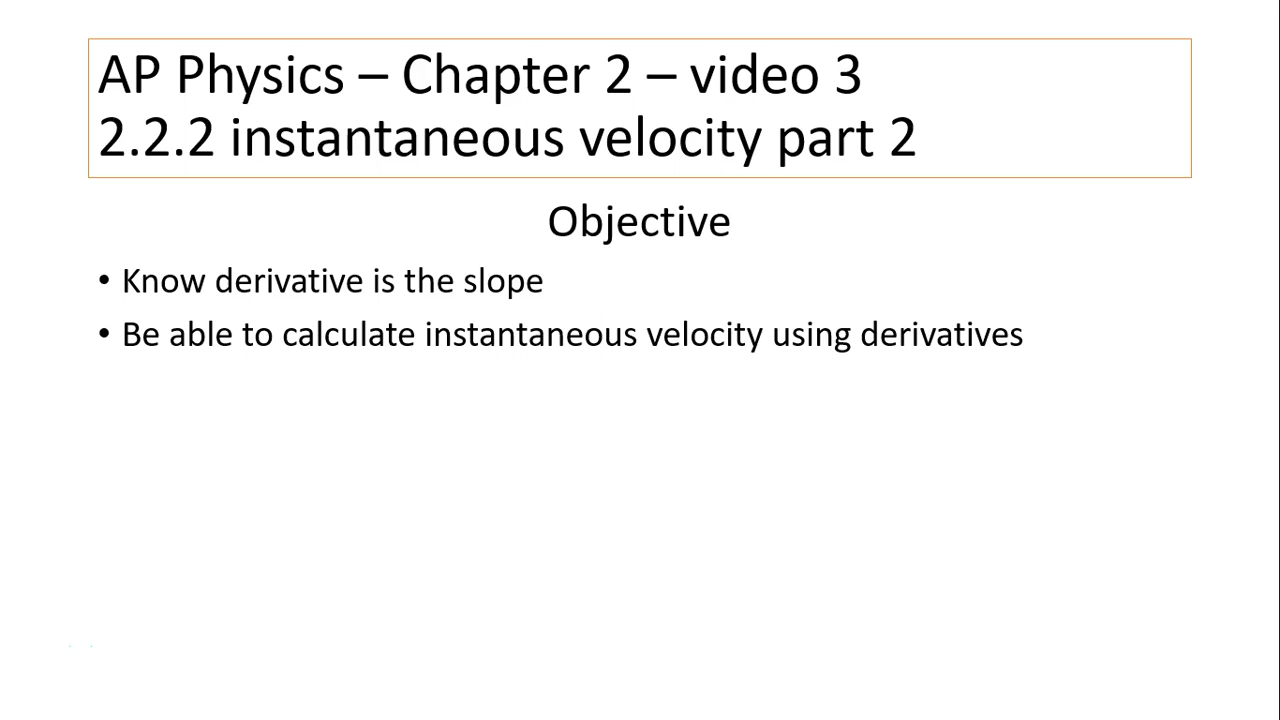 AP Physics – Chapter 2 – video 3
2.2.2 instantaneous velocity part 2
Objective
• Know derivative is the slope
• Be able to calculate instantaneous velocity using derivatives